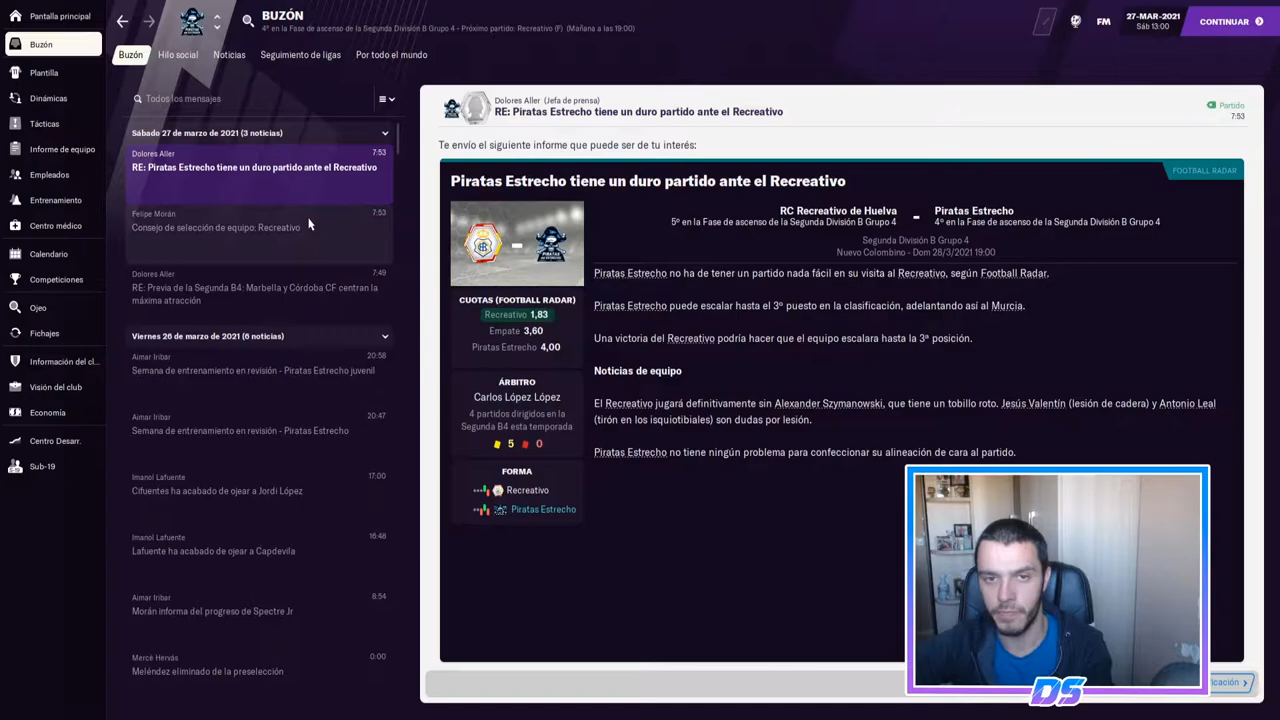 Pantalla principal
BUZÓN
4º en la Fase de ascenso de la Segunda División B Grupo 4 - Próximo partido: Recreativo (F) (Mañana a las 19:00)
FM
27-MAR-2021
Sáb 13:00
CONTINUAR
Buzón
Plantilla
Dinámicas
Tácticas
Informe de equipo
Empleados
Entrenamiento
Centro médico
Calendario
Competiciones
Ojeo
Fichajes
Información del cl...
Visión del club
Economía
Centro Desarr.
Sub-19
Buzón
Hilo social
Noticias
Seguimiento de ligas
Por todo el mundo
Todos los mensajes
Sábado 27 de marzo de 2021 (3 noticias)
Dolores Aller 7:53
RE: Piratas Estrecho tiene un duro partido ante el Recreativo
Felipe Morán 7:53
Consejo de selección de equipo: Recreativo
Dolores Aller 7:49
RE: Previa de la Segunda B4: Marbella y Córdoba CF centran la
máxima atracción
Viernes 26 de marzo de 2021 (6 noticias)
Aimar Iribar 20:58
Semana de entrenamiento en revisión - Piratas Estrecho juvenil
Aimar Iribar 20:47
Semana de entrenamiento en revisión - Piratas Estrecho
Imanol Lafuente 17:00
Cifuentes ha acabado de ojear a Jordi López
Imanol Lafuente 16:48
Lafuente ha acabado de ojear a Capdevila
Aimar Iribar 8:54
Morán informa del progreso de Spectre Jr
Mercè Hervás 0:00
Meléndez eliminado de la preselección
Dolores Aller (Jefa de prensa)
RE: Piratas Estrecho tiene un duro partido ante el Recreativo
Partido
7:53
Te envío el siguiente informe que puede ser de tu interés:
FOOTBALL RADAR
Piratas Estrecho tiene un duro partido ante el Recreativo
RC Recreativo de Huelva - Piratas Estrecho
5º en la Fase de ascenso de la Segunda División B Grupo 4 4º en la Fase de ascenso de la Segunda División B Grupo 4
Segunda División B Grupo 4
Nuevo Colombino - Dom 28/3/2021 19:00
CUOTAS (FOOTBALL RADAR)
Recreativo 1,83
Empate 3,60
Piratas Estrecho 4,00
ÁRBITRO
Carlos López López
4 partidos dirigidos en la
Segunda B4 esta temporada
5 0
FORMA
Recreativo
Piratas Estrecho
Piratas Estrecho no ha de tener un partido nada fácil en su visita al Recreativo, según Football Radar.
Piratas Estrecho puede escalar hasta el 3º puesto en la clasificación, adelantando así al Murcia.
Una victoria del Recreativo podría hacer que el equipo escalara hasta la 3ª posición.
Noticias de equipo
El Recreativo jugará definitivamente sin Alexander Szymanowski, que tiene un tobillo roto. Jesús Valentín (lesión de cadera) y Antonio Leal
(tirón en los isquiotibiales) son dudas por lesión.
Piratas Estrecho no tiene ningún problema para confeccionar su alineación de cara al partido.
DS